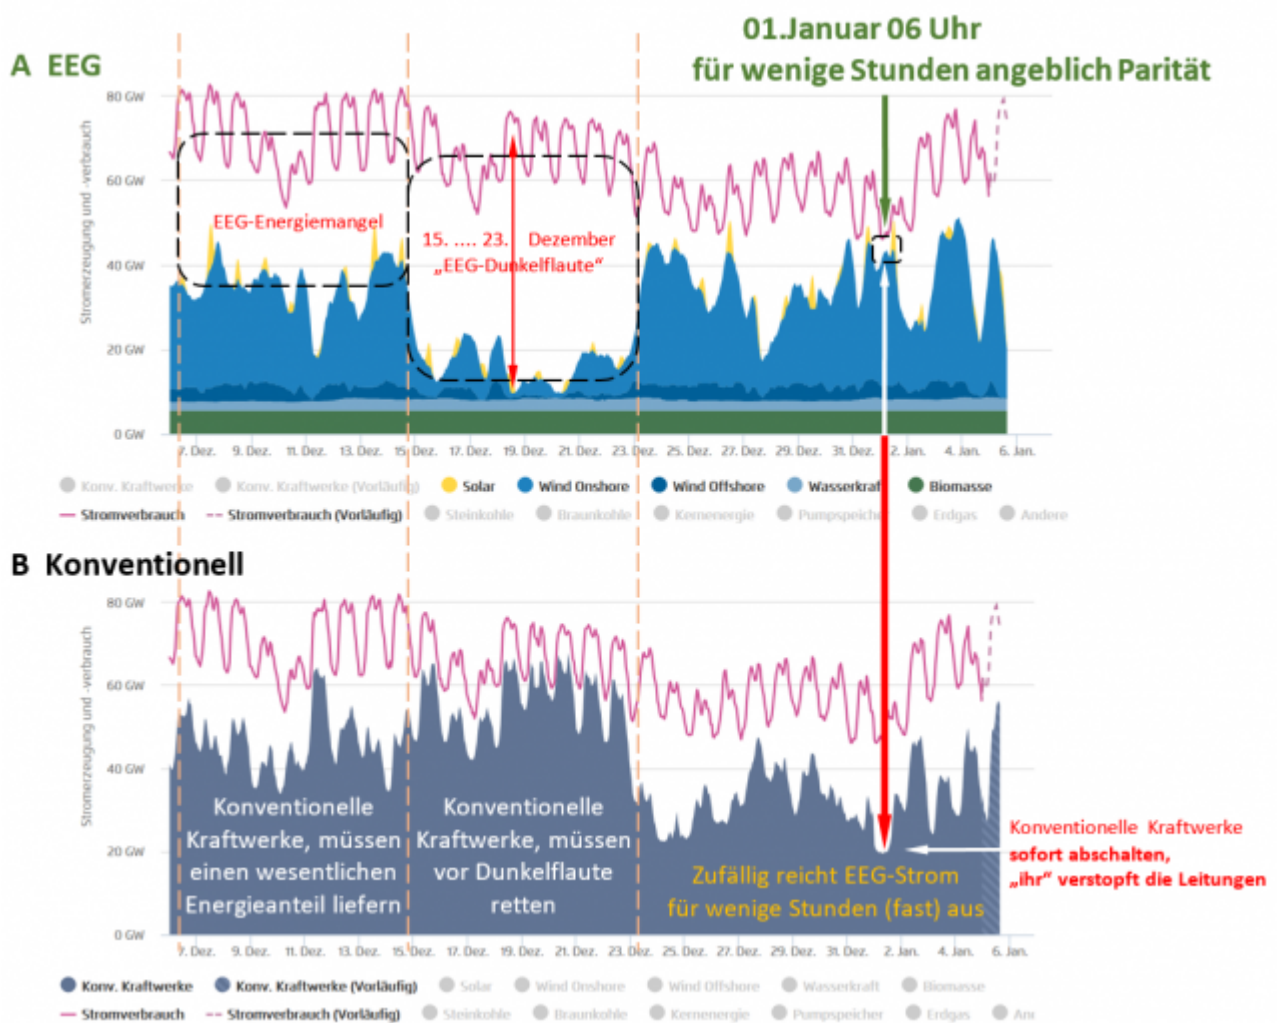 01.Januar 06 Uhr
A EEG
für wenige Stunden angeblich Parität
80 GW
60 GW
40 GW
20 GW
0 GW
Stromerzeugung und -verbrauch
EEG-Energiemangel
15. .... 23. Dezember
„EEG-Dunkelflaute“
7. Dez. 9. Dez. 11. Dez. 13. Dez. 15. Dez. 17. Dez. 19. Dez. 21. Dez. 23. Dez. 25. Dez. 27. Dez. 29. Dez. 31. Dez. 2. Jan. 4. Jan. 6. Jan.
Konv. Kraftwerke Konv. Kraftwerke (Vorläufig) Solar Wind Onshore Wind Offshore Wasserkraft Biomasse
Stromverbrauch Stromverbrauch (Vorläufig) Steinkohle Braunkohle Kernenergie Pumpspeicher Erdgas Andere
B Konventionell
80 GW
60 GW
40 GW
20 GW
0 GW
Stromerzeugung und -verbrauch
Konventionelle
Kraftwerke, müssen
einen wesentlichen
Energieanteil liefern
Konventionelle
Kraftwerke, müssen
vor Dunkelflaute
retten
Zufällig reicht EEG-Strom
für wenige Stunden (fast) aus
Konventionelle Kraftwerke
sofort abschalten,
„ihr“ verstopft die Leitungen
7. Dez. 9. Dez. 11. Dez. 13. Dez. 15. Dez. 17. Dez. 19. Dez. 21. Dez. 23. Dez. 25. Dez. 27. Dez. 29. Dez. 31. Dez. 2. Jan. 4. Jan. 6. Jan.
Konv. Kraftwerke Konv. Kraftwerke (Vorläufig) Solar Wind Onshore Wind Offshore Wasserkraft Biomasse
Stromverbrauch Stromverbrauch (Vorläufig) Steinkohle Braunkohle Kernenergie Pumpspeicher Erdgas An